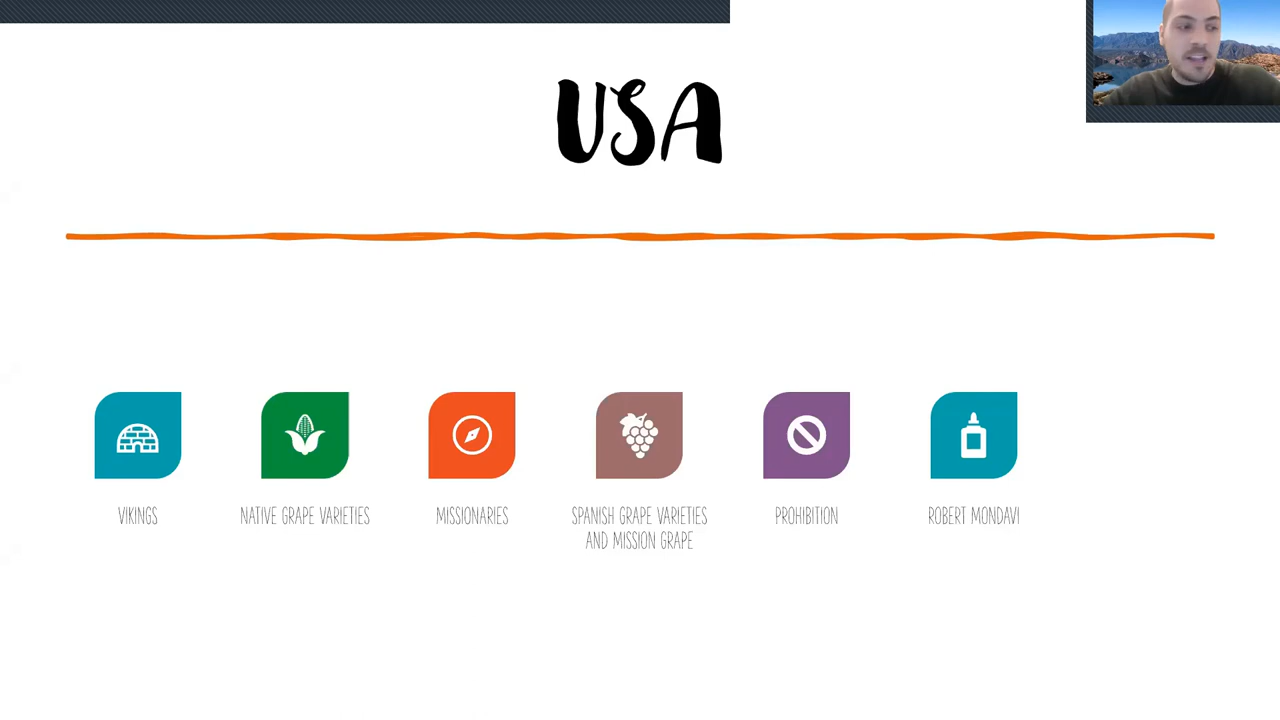 USA
VIKINGS
NATIVE GRAPE VARIETIES
MISSIONARIES
SPANISH GRAPE VARIETIES
AND MISSION GRAPE
PROHIBITION
ROBERT MONDAVI